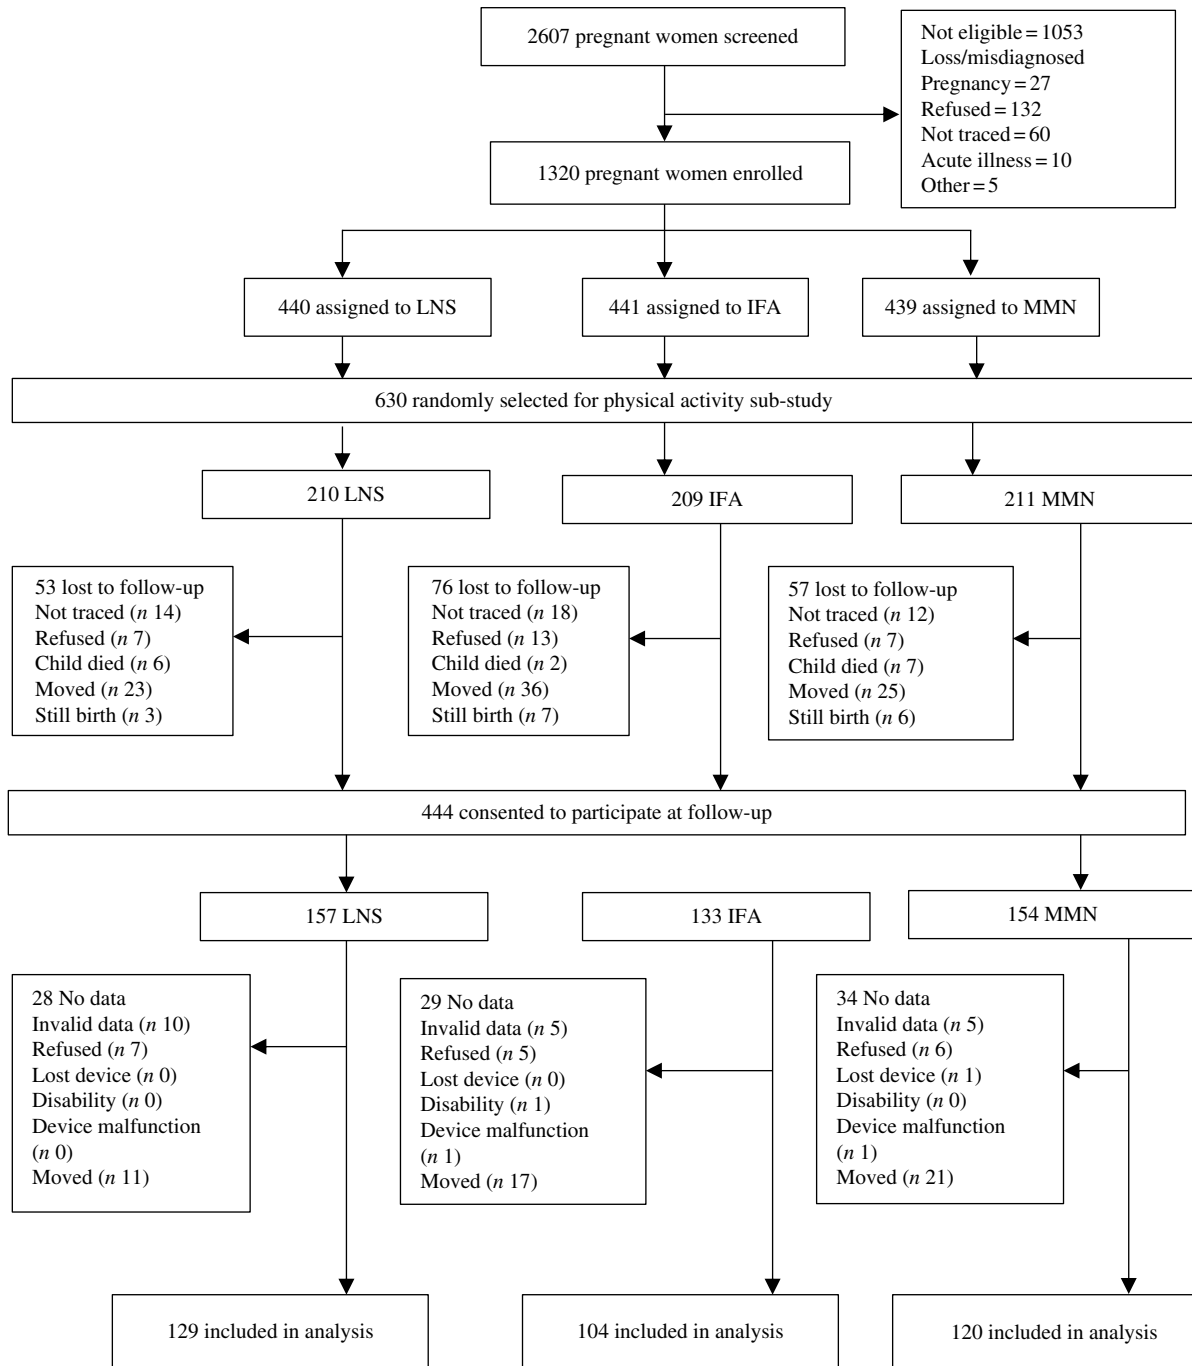 2607 pregnant women screened
Not eligible = 1053
Loss/misdiagnosed
Pregnancy = 27
Refused = 132
Not traced = 60
Acute illness = 10
Other = 5
1320 pregnant women enrolled
440 assigned to LNS
441 assigned to IFA
439 assigned to MMN
630 randomly selected for physical activity sub-study
210 LNS
209 IFA
211 MMN
53 lost to follow-up
Not traced (n 14)
Refused (n 7)
Child died (n 6)
Moved (n 23)
Still birth (n 3)
76 lost to follow-up
Not traced (n 18)
Refused (n 13)
Child died (n 2)
Moved (n 36)
Still birth (n 7)
57 lost to follow-up
Not traced (n 12)
Refused (n 7)
Child died (n 7)
Moved (n 25)
Still birth (n 6)
444 consented to participate at follow-up
157 LNS
133 IFA
154 MMN
28 No data
Invalid data (n 10)
Refused (n 7)
Lost device (n 0)
Disability (n 0)
Device malfunction
(n 0)
Moved (n 11)
29 No data
Invalid data (n 5)
Refused (n 5)
Lost device (n 0)
Disability (n 1)
Device malfunction
(n 1)
Moved (n 17)
34 No data
Invalid data (n 5)
Refused (n 6)
Lost device (n 1)
Disability (n 0)
Device malfunction
(n 1)
Moved (n 21)
129 included in analysis
104 included in analysis
120 included in analysis